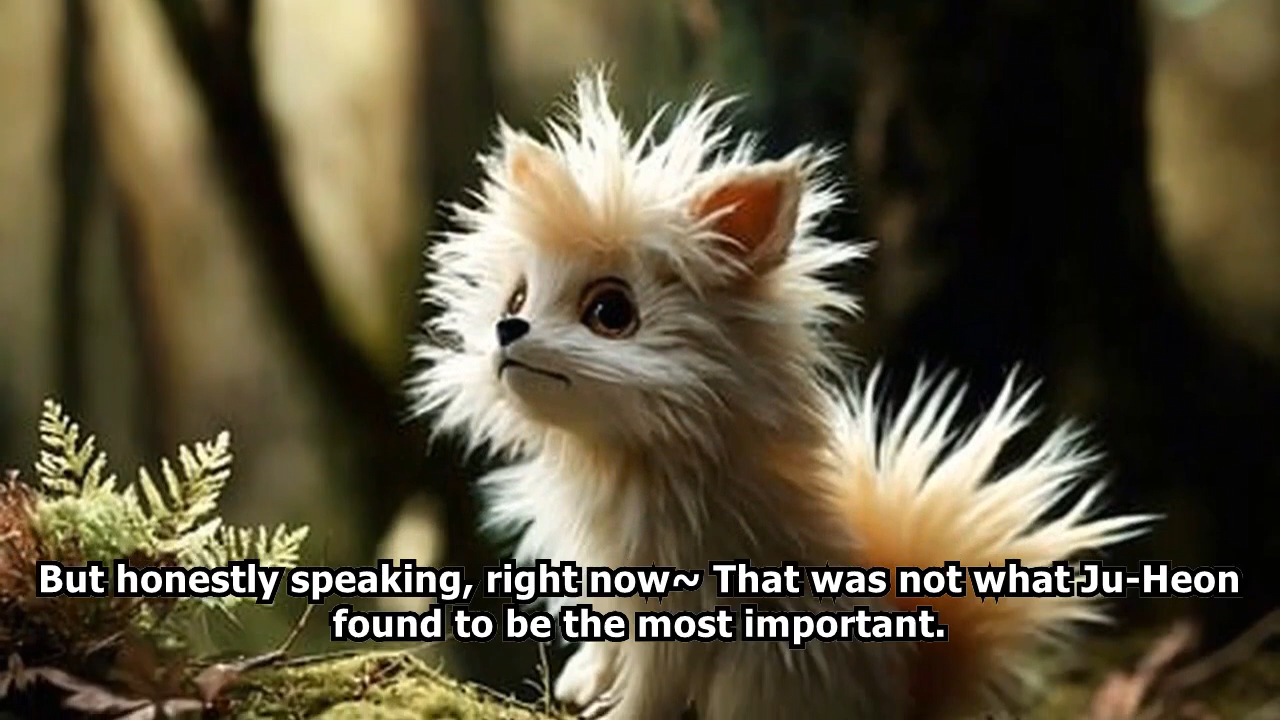 But honestly speaking, right now~ That was not what Ju-Heon
found to be the most important.